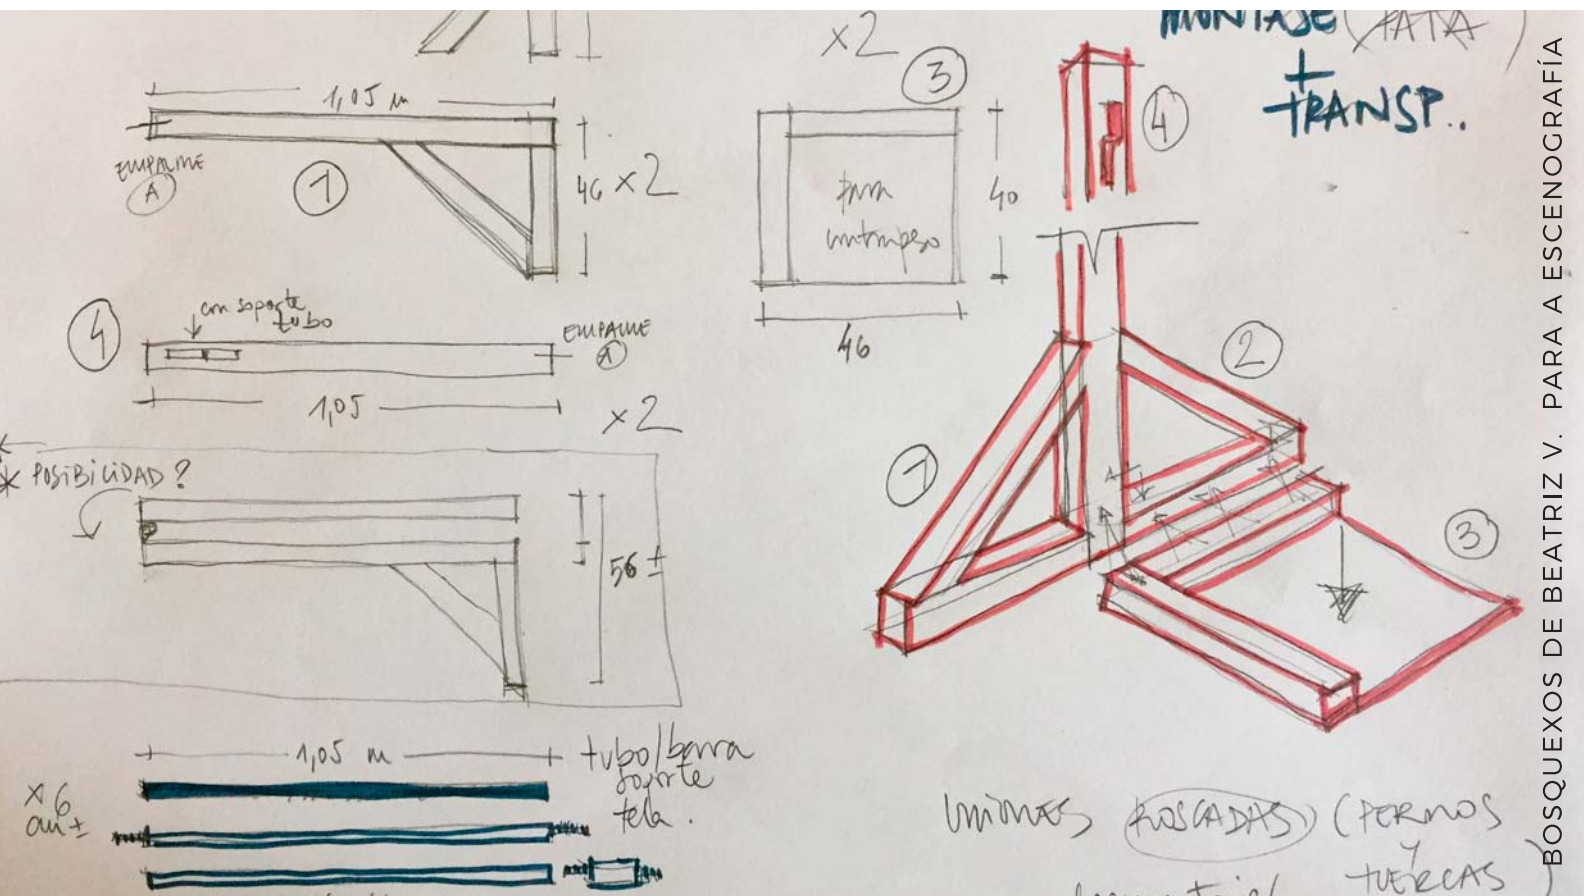 MONTAJE (PATA)
+
TRANSP..
1,05 m
EMPALME
A
1
46 x2
x2
3
para
contrapeso
40
46
4
con soporte
tubo
EMPALME
A
1,05
x2
* POSIBILIDAD?
56 ±
1,05 m
tubo/barra
soporte
tela.
x6
4
2
1
3
UNIONES ROSCADAS (PERNOS
y
TUERCAS)
BOSQUEXOS DE BEATRIZ V. PARA A ESCENOGRAFÍA